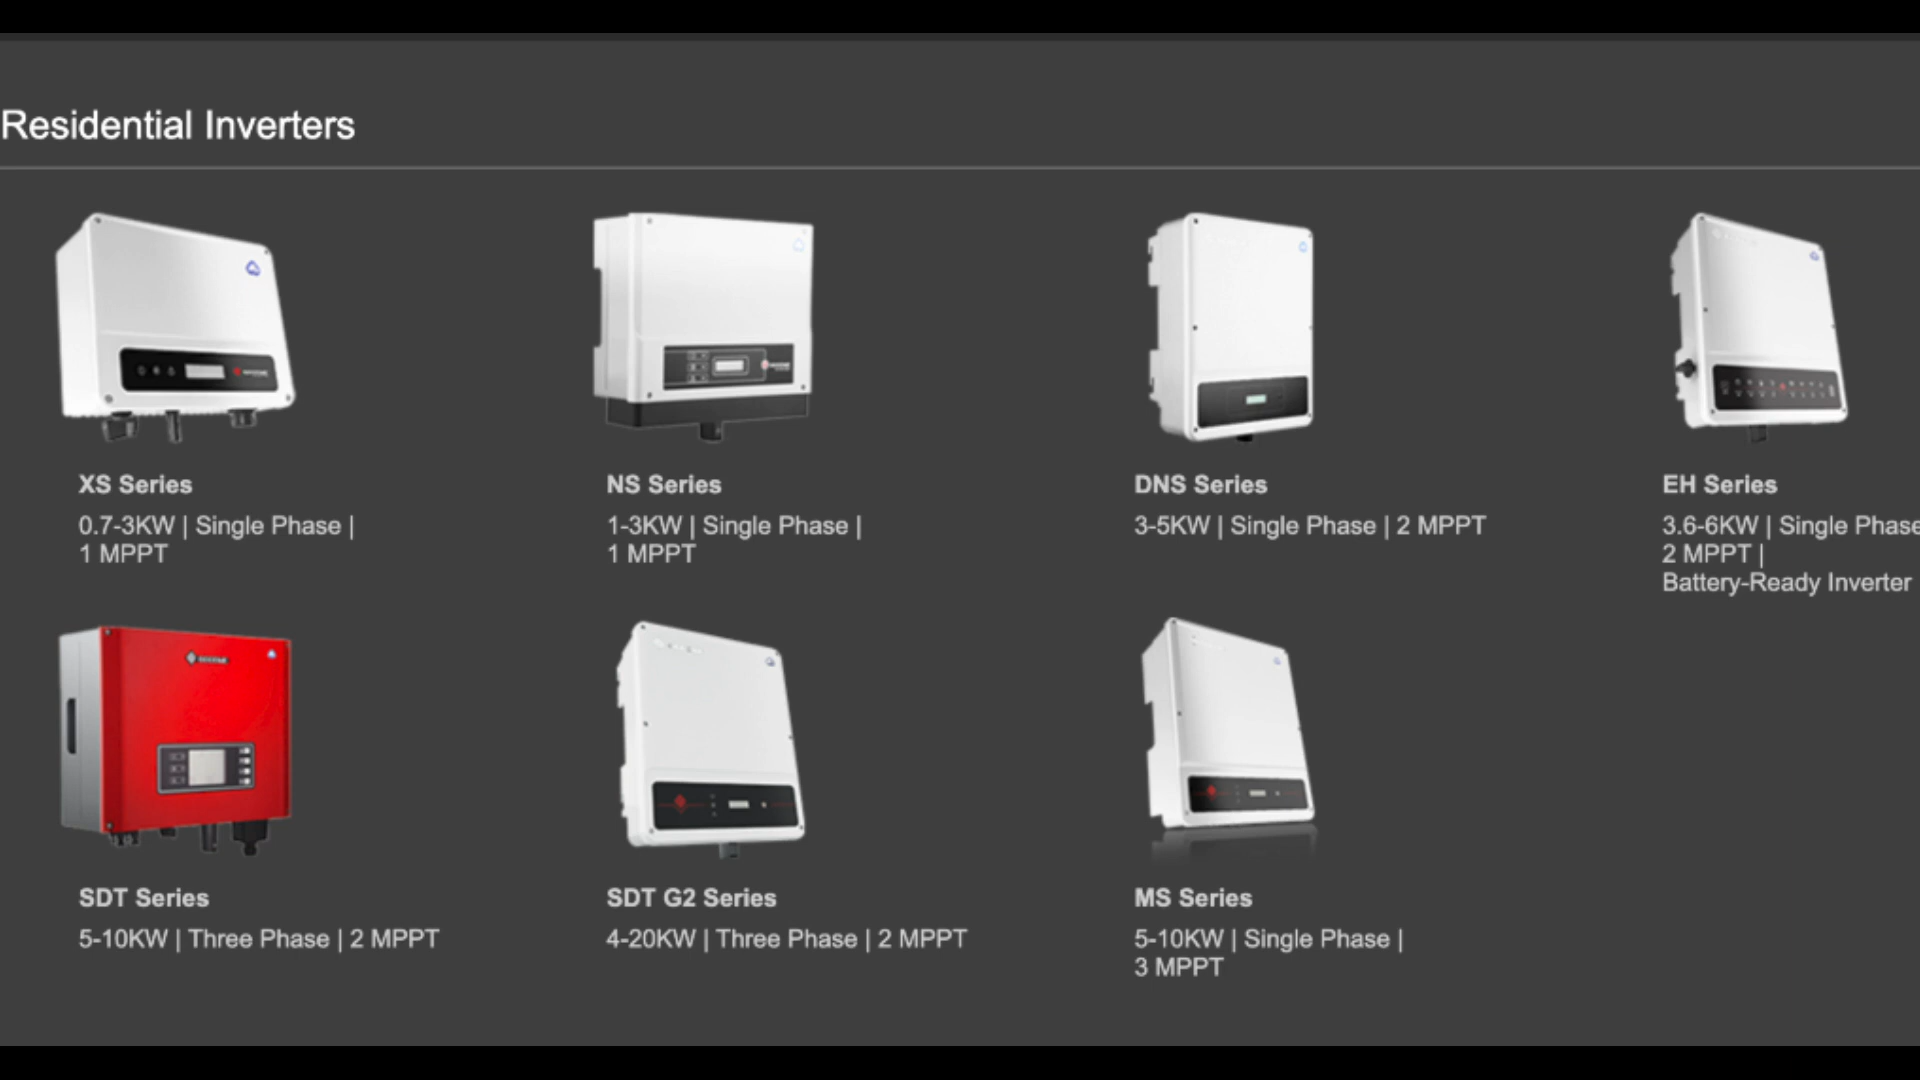 Residential Inverters
XS Series
0.7-3KW | Single Phase |
1 MPPT
NS Series
1-3KW | Single Phase |
1 MPPT
DNS Series
3-5KW | Single Phase | 2 MPPT
EH Series
3.6-6KW | Single Phase
2 MPPT |
Battery-Ready Inverter
SDT Series
5-10KW | Three Phase | 2 MPPT
SDT G2 Series
4-20KW | Three Phase | 2 MPPT
MS Series
5-10KW | Single Phase |
3 MPPT